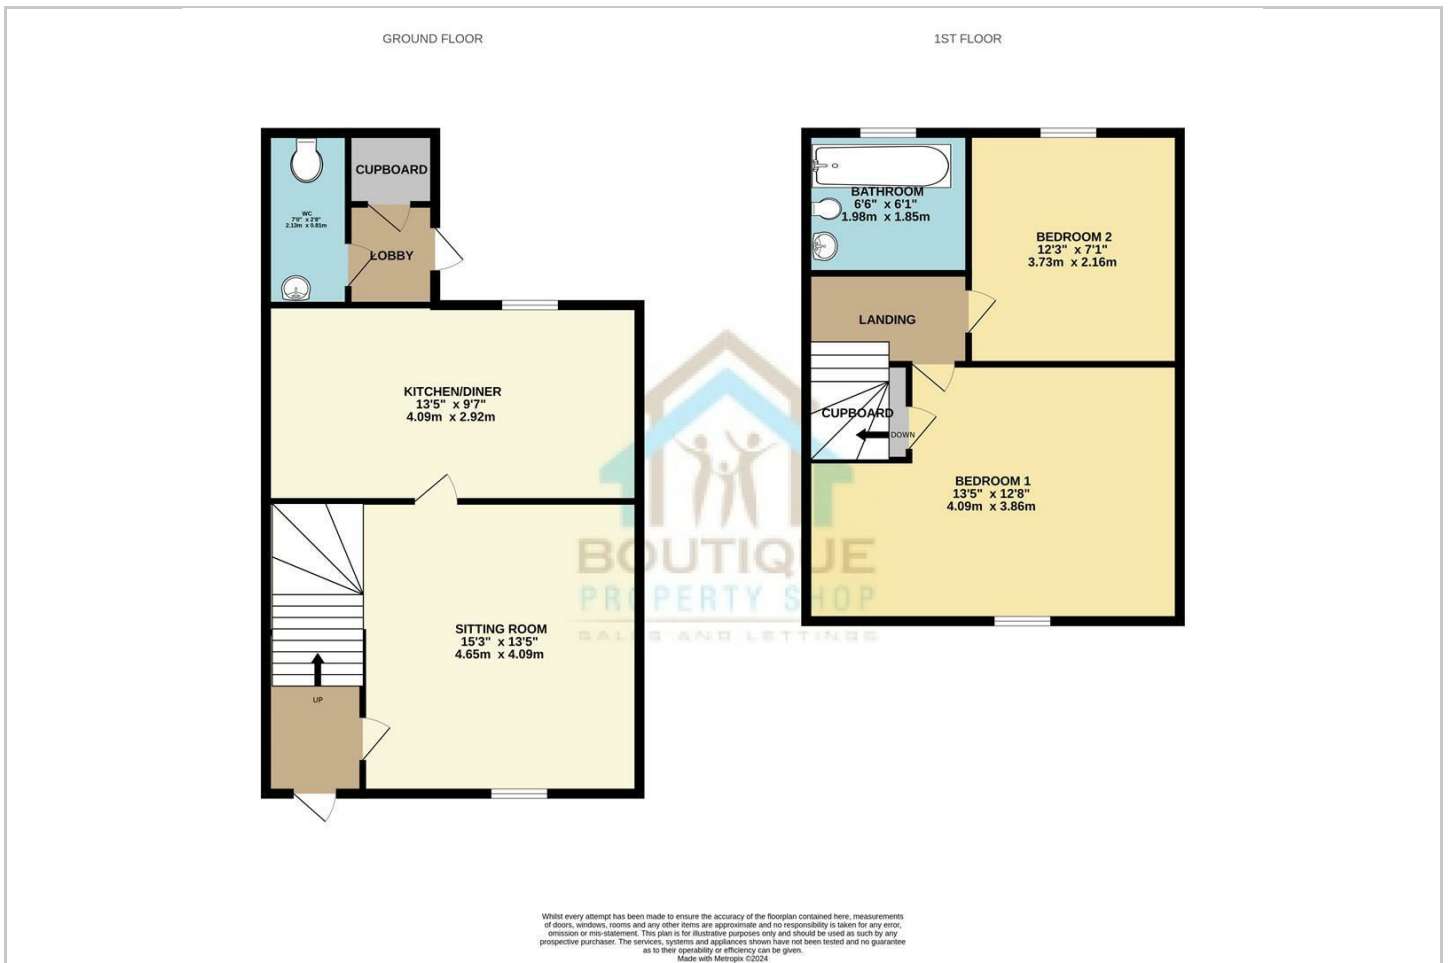 GROUND FLOOR
1ST FLOOR
CUPBOARD
WC
7'0" x 2'8"
2.13m x 0.81m
LOBBY
KITCHEN/DINER
13'5" x 9'7"
4.09m x 2.92m
SITTING ROOM
15'3" x 13'5"
4.65m x 4.09m
UP
BATHROOM
6'6" x 6'1"
1.98m x 1.85m
BEDROOM 2
12'3" x 7'1"
3.73m x 2.16m
LANDING
CUPBOARD
DOWN
BEDROOM 1
13'5" x 12'8"
4.09m x 3.86m
BOUTIQUE
PROPERTY SHOP
SALES AND LETTINGS
Whilst every attempt has been made to ensure the accuracy of the floorplan contained here, measurements
of doors, windows, rooms and any other items are approximate and no responsibility is taken for any error,
omission or mis-statement. This plan is for illustrative purposes only and should be used as such by any
prospective purchaser. The services, systems and appliances shown have not been tested and no guarantee
as to their operability or efficiency can be given.
Made with Metropix ©2024